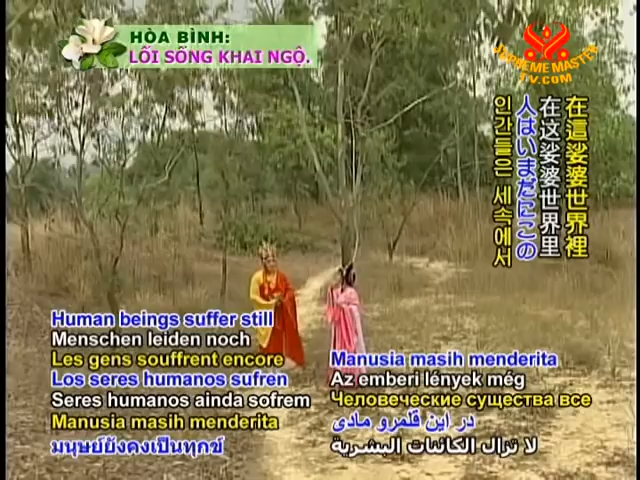 HÒA BÌNH:
LỐI SỐNG KHAI NGỘ.
SUPREME MASTER
TV.COM
在這娑婆世界裡
在这娑婆世界里
人はいまだにこの
인간들은 세속에서
Human beings suffer still
Menschen leiden noch
Les gens souffrent encore
Los seres humanos sufren
Seres humanos ainda sofrem
Manusia masih menderita
มนุษย์ยังคงเป็นทุกข์
Manusia masih menderita
Az emberi lények még
Человеческие существа все
در این قلمرو مادی
لا تزال الكائنات البشرية